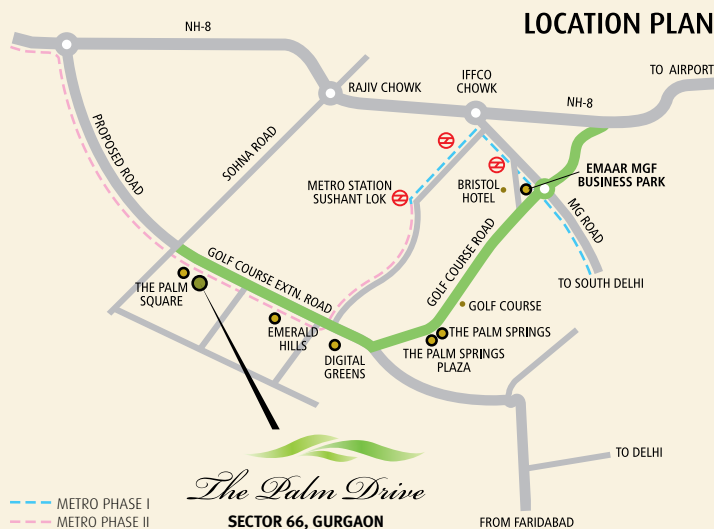 LOCATION PLAN
NH-8
RAJIV CHOWK
IFFCO
CHOWK
TO AIRPORT
NH-8
PROPOSED ROAD
SOHNA ROAD
METRO STATION
SUSHANT LOK
BRISTOL
HOTEL
EMAAR MGF
BUSINESS PARK
MG ROAD
TO SOUTH DELHI
GOLF COURSE ROAD
GOLF COURSE EXTN. ROAD
THE PALM
SQUARE
EMERALD
HILLS
DIGITAL
GREENS
GOLF COURSE
THE PALM SPRINGS
THE PALM SPRINGS
PLAZA
TO DELHI
FROM FARIDABAD
The Palm Drive
SECTOR 66, GURGAON
METRO PHASE I
METRO PHASE II